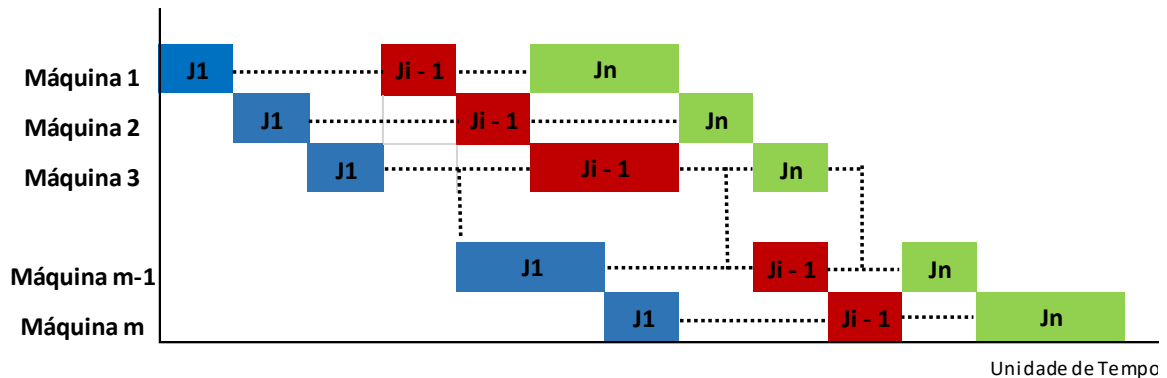 Máquina 1 J1 Ji - 1 Jn
Máquina 2 J1 Ji - 1 Jn
Máquina 3 J1 Ji - 1 Jn
Máquina m-1 J1 Ji - 1 Jn
Máquina m J1 Ji - 1 Jn
Unidade de Tempo